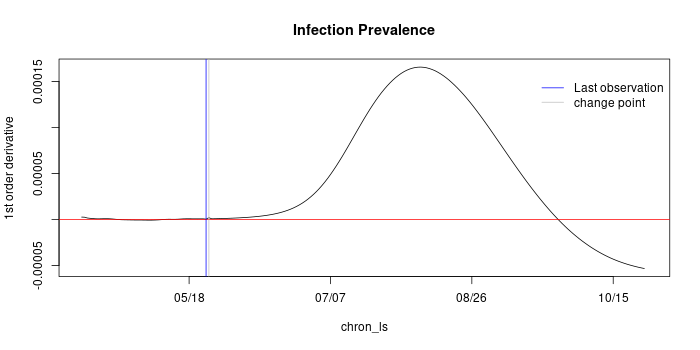 Infection Prevalence
1st order derivative
0.00015
0.00005
-0.00005
Last observation
change point
05/18
07/07
08/26
10/15
chron_ls